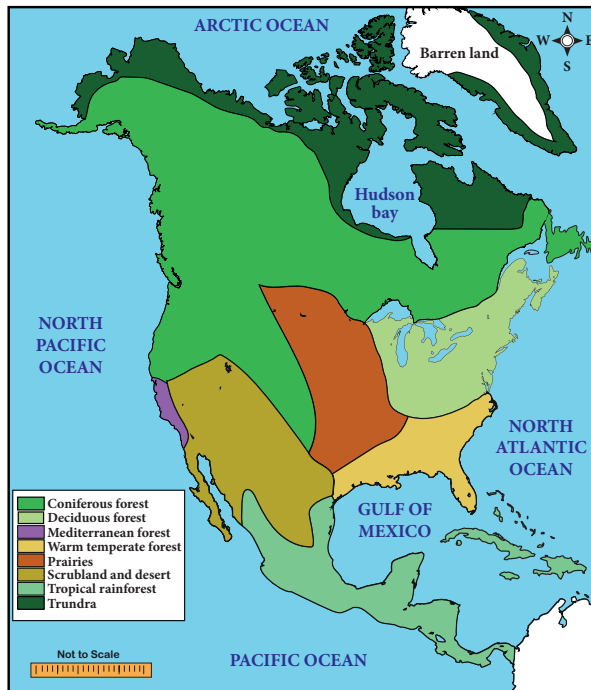 ARCTIC OCEAN
N
W E
S
Barren land
Hudson
bay
NORTH
PACIFIC
OCEAN
NORTH
ATLANTIC
OCEAN
GULF OF
MEXICO
Coniferous forest
Deciduous forest
Mediterranean forest
Warm temperate forest
Prairies
Scrubland and desert
Tropical rainforest
Trundra
Not to Scale
PACIFIC OCEAN